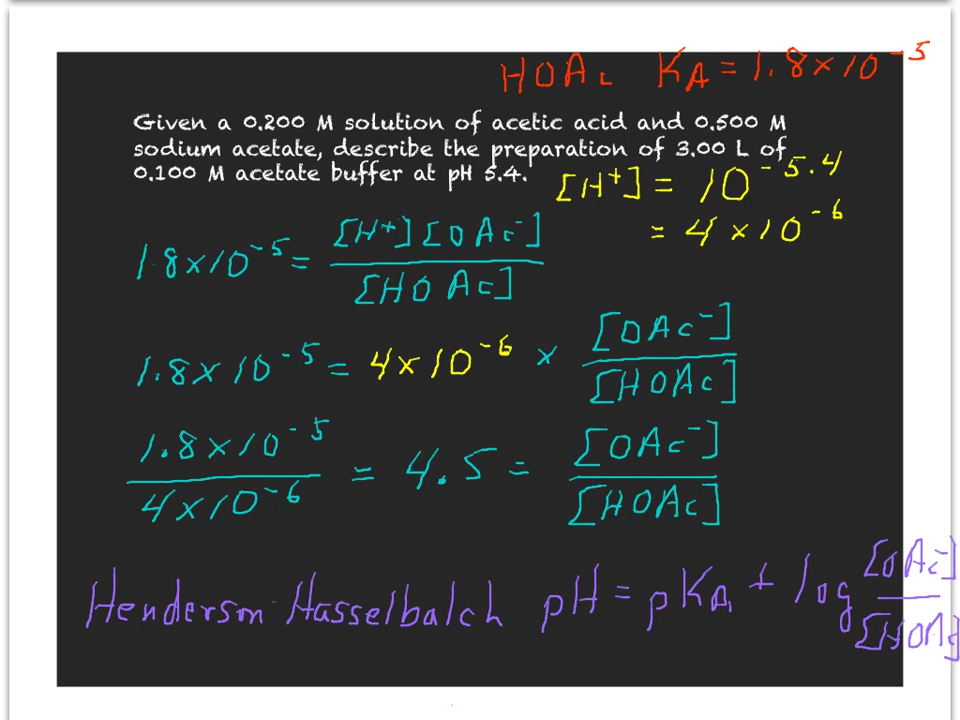 HOAc KA = 1.8×10⁻⁵
Given a 0.200 M solution of acetic acid and 0.500 M
sodium acetate, describe the preparation of 3.00 L of
0.100 M acetate buffer at pH 5.4.
[H⁺] = 10⁻⁵·⁴
= 4 × 10⁻⁶
1.8×10⁻⁵ = [H⁺][OAc⁻] / [HOAc]
1.8 × 10⁻⁵ = 4×10⁻⁶ × [OAc⁻] / [HOAc]
1.8×10⁻⁵ / 4×10⁻⁶ = 4.5 = [OAc⁻] / [HOAc]
Henderson-Hasselbalch pH = pKA + log [OAc⁻] / [HOAc]